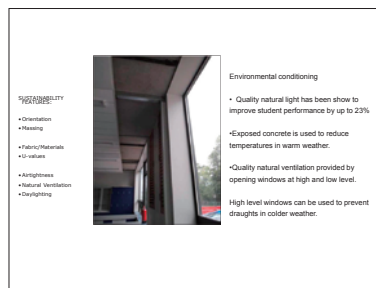 SUSTAINABILITY
FEATURES:
• Orientation
• Massing
• Fabric/Materials
• U-values
• Airtightness
• Natural Ventilation
• Daylighting
Environmental conditioning
• Quality natural light has been show to
improve student performance by up to 23%
•Exposed concrete is used to reduce
temperatures in warm weather.
•Quality natural ventilation provided by
opening windows at high and low level.
High level windows can be used to prevent
draughts in colder weather.